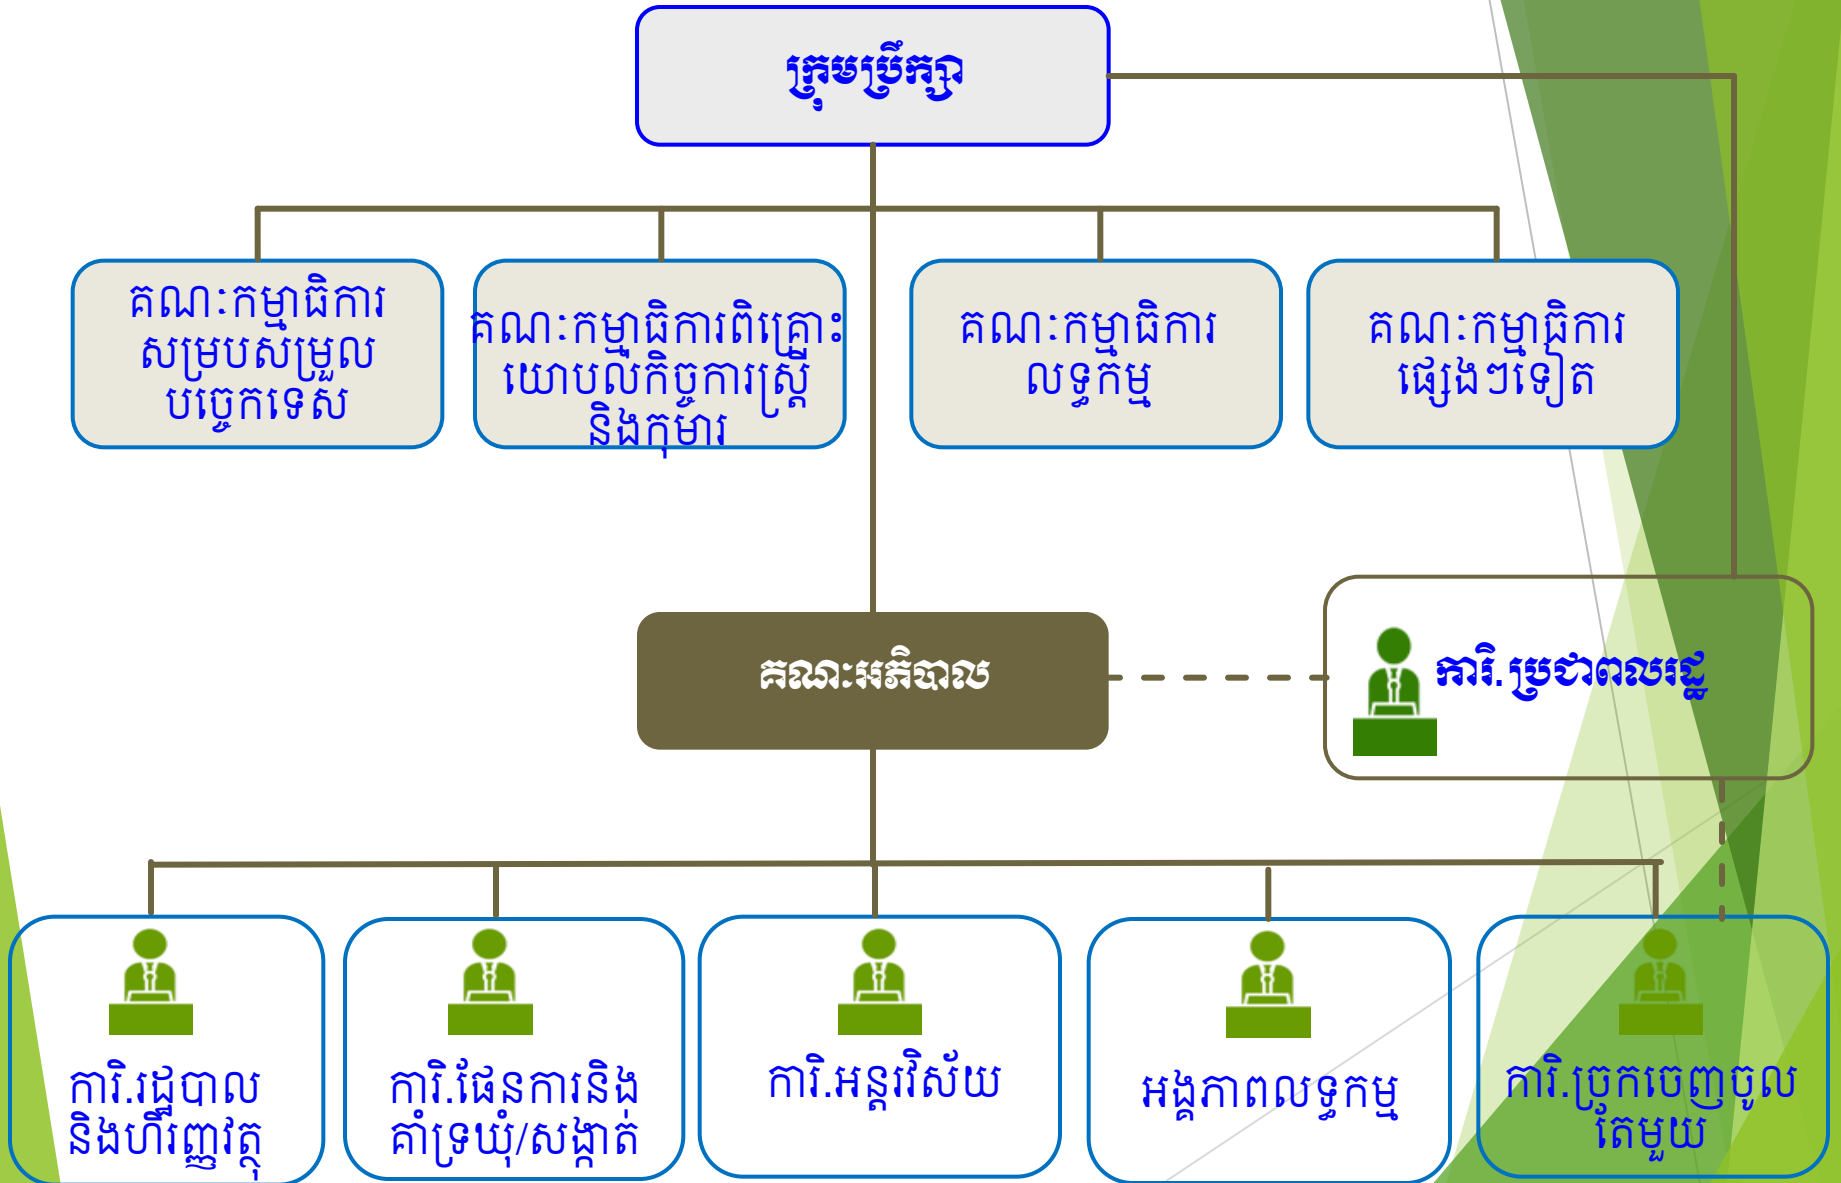 ក្រុមប្រឹក្សា
គណៈកម្មាធិការ
សម្របសម្រួល
បច្ចេកទេស
គណៈកម្មាធិការពិគ្រោះ
យោបល់កិច្ចការស្ត្រី
និងកុមារ
គណៈកម្មាធិការ
លទ្ធកម្ម
គណៈកម្មាធិការ
ផ្សេងៗទៀត
គណៈអភិបាល
ការិ.ប្រជាពលរដ្ឋ
ការិ.រដ្ឋបាល
និងហិរញ្ញវត្ថុ
ការិ.ផែនការនិង
គាំទ្រឃុំ/សង្កាត់
ការិ.អន្តរវិស័យ
អង្គភាពលទ្ធកម្ម
ការិ.ច្រកចេញចូល
តែមួយ